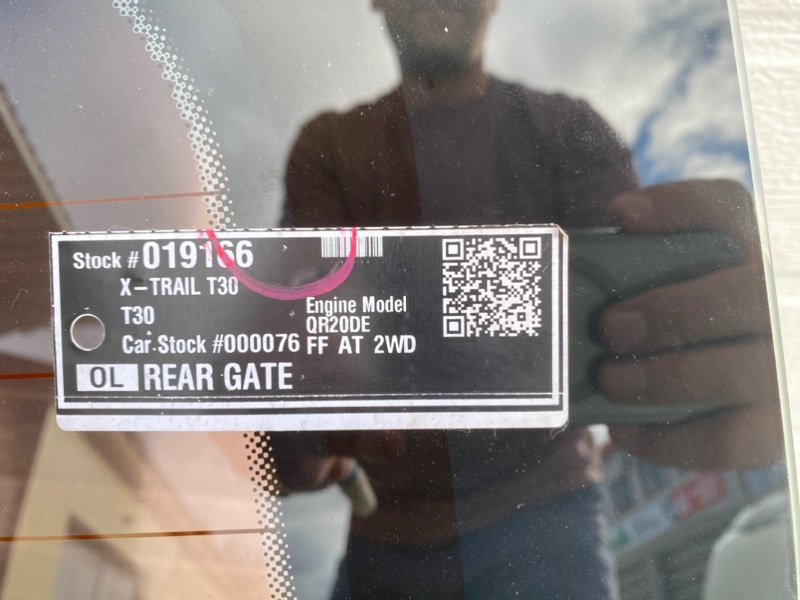 Stock # 019166
X-TRAIL T30
T30
Engine Model
QR20DE
Car Stock #000076 FF AT 2WD
OL REAR GATE